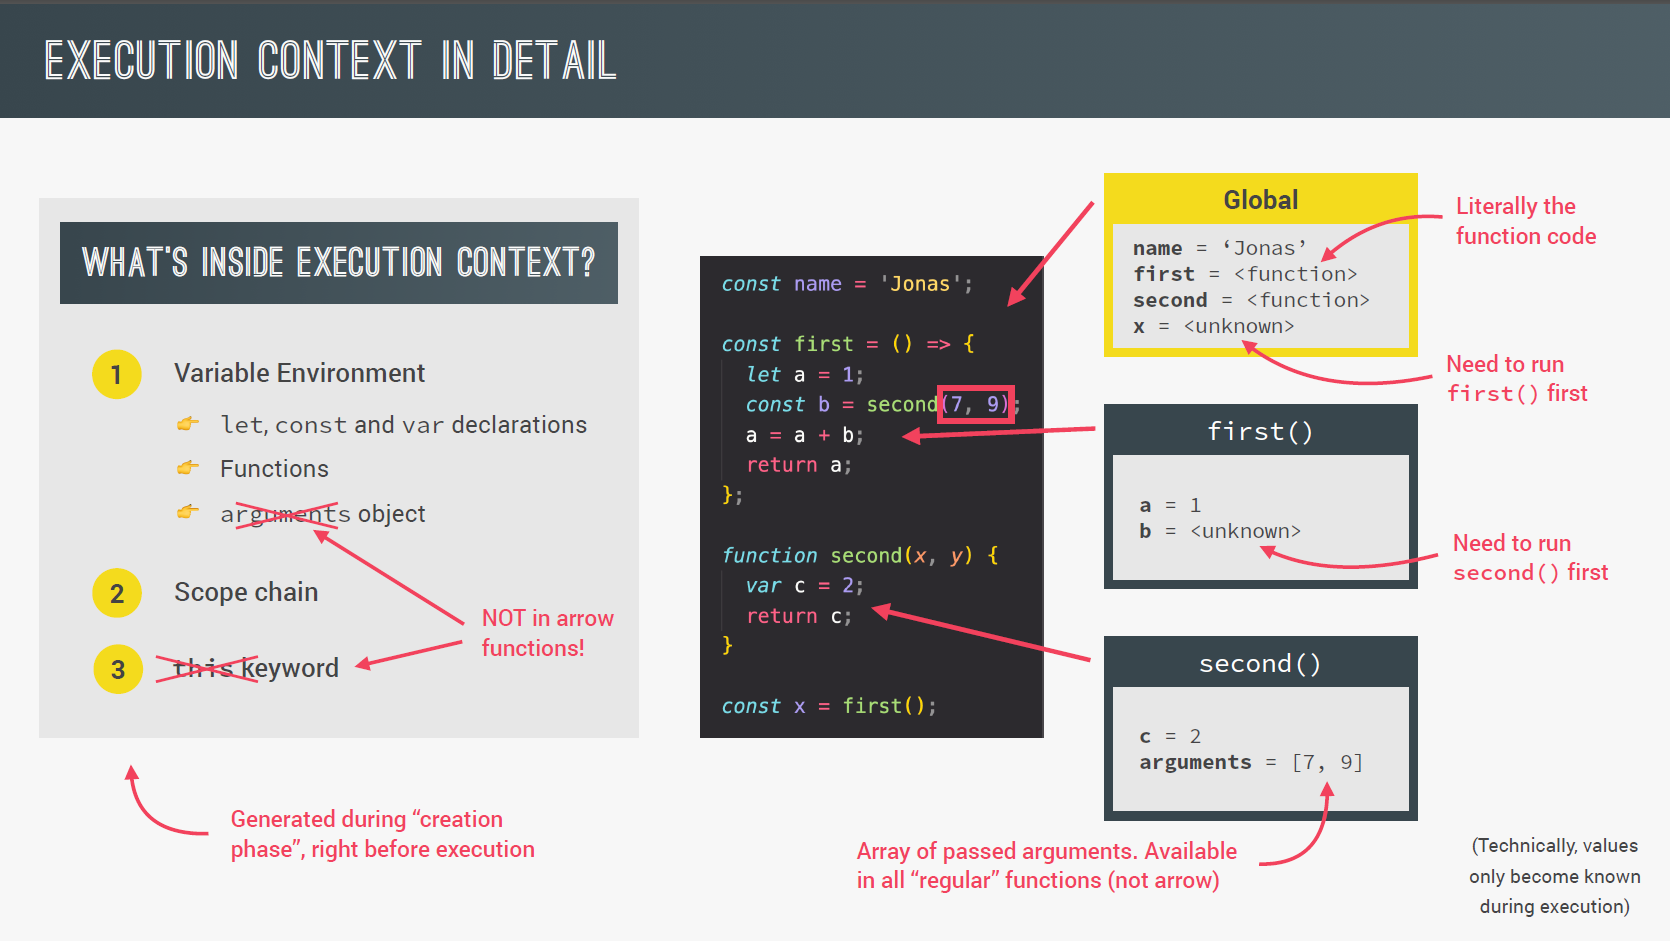 EXECUTION CONTEXT IN DETAIL
WHAT'S INSIDE EXECUTION CONTEXT?
1 Variable Environment
👉 let, const and var declarations
👉 Functions
👉 arguments object
2 Scope chain
3 this keyword
NOT in arrow
functions!
Generated during “creation
phase”, right before execution
const name = 'Jonas';
const first = () => {
let a = 1;
const b = second(7, 9);
a = a + b;
return a;
};
function second(x, y) {
var c = 2;
return c;
}
const x = first();
Global
name = ‘Jonas’
first = <function>
second = <function>
x = <unknown>
Literally the
function code
Need to run
first() first
first()
a = 1
b = <unknown>
Need to run
second() first
second()
c = 2
arguments = [7, 9]
Array of passed arguments. Available
in all “regular” functions (not arrow)
(Technically, values
only become known
during execution)